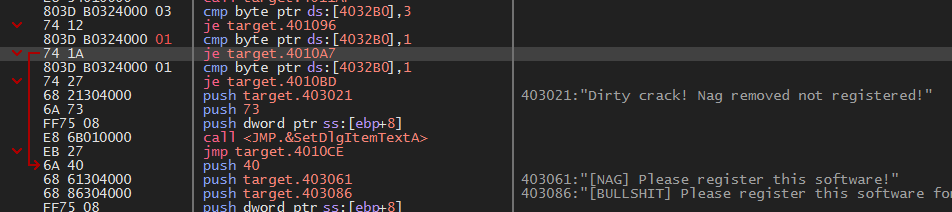 803D B0324000 03 cmp byte ptr ds:[4032B0],3
74 12 je target.401096
803D B0324000 01 cmp byte ptr ds:[4032B0],1
74 1A je target.4010A7
803D B0324000 01 cmp byte ptr ds:[4032B0],1
74 27 je target.4010BD
68 21304000 push target.403021 403021:"Dirty crack! Nag removed not registered!"
6A 73 push 73
FF75 08 push dword ptr ss:[ebp+8]
E8 6B010000 call <JMP.&SetDlgItemTextA>
EB 27 jmp target.4010CE
6A 40 push 40
68 61304000 push target.403061 403061:"[NAG] Please register this software!"
68 86304000 push target.403086 403086:"[BULLSHIT] Please register this software fo
FF75 08 push dword ptr ss:[ebp+8]